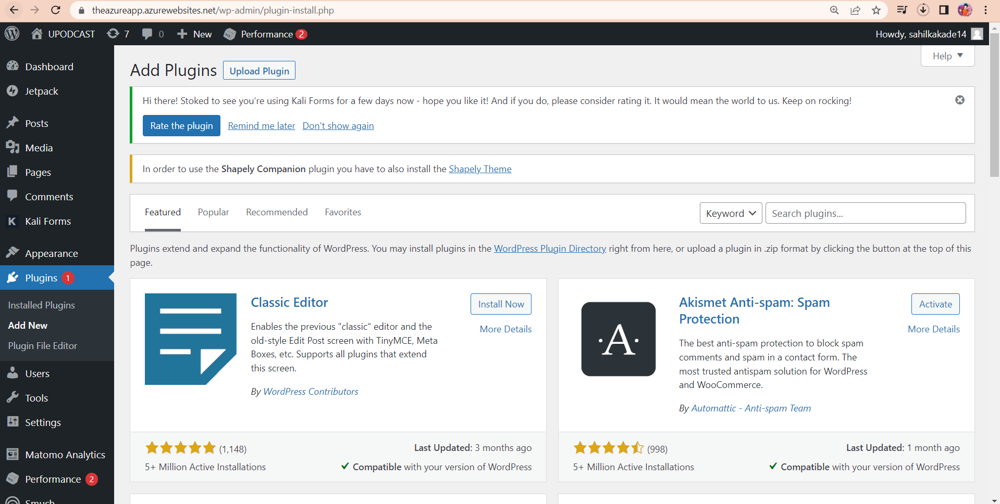 theazureapp.azurewebsites.net/wp-admin/plugin-install.php
UPODCAST 7 0 New Performance 2 Howdy, sahilkakade14
Help
Dashboard
Jetpack
Posts
Media
Pages
Comments
K Kali Forms
Appearance
Plugins 1
Installed Plugins
Add New
Plugin File Editor
Users
Tools
Settings
Matomo Analytics
Performance 2
Smush
Add Plugins Upload Plugin
Hi there! Stoked to see you're using Kali Forms for a few days now - hope you like it! And if you do, please consider rating it. It would mean the world to us. Keep on rocking!
Rate the plugin Remind me later Don't show again
In order to use the Shapely Companion plugin you have to also install the Shapely Theme
Featured Popular Recommended Favorites Keyword Search plugins...
Plugins extend and expand the functionality of WordPress. You may install plugins in the WordPress Plugin Directory right from here, or upload a plugin in .zip format by clicking the button at the top of this
page.
Classic Editor
Install Now
More Details
Enables the previous "classic" editor and the
old-style Edit Post screen with TinyMCE, Meta
Boxes, etc. Supports all plugins that extend
this screen.
By WordPress Contributors
(1,148)
Last Updated: 3 months ago
5+ Million Active Installations
Compatible with your version of WordPress
·A·
Akismet Anti-spam: Spam
Protection
Activate
More Details
The best anti-spam protection to block spam
comments and spam in a contact form. The
most trusted antispam solution for WordPress
and WooCommerce.
By Automattic - Anti-spam Team
(998)
Last Updated: 1 month ago
5+ Million Active Installations
Compatible with your version of WordPress